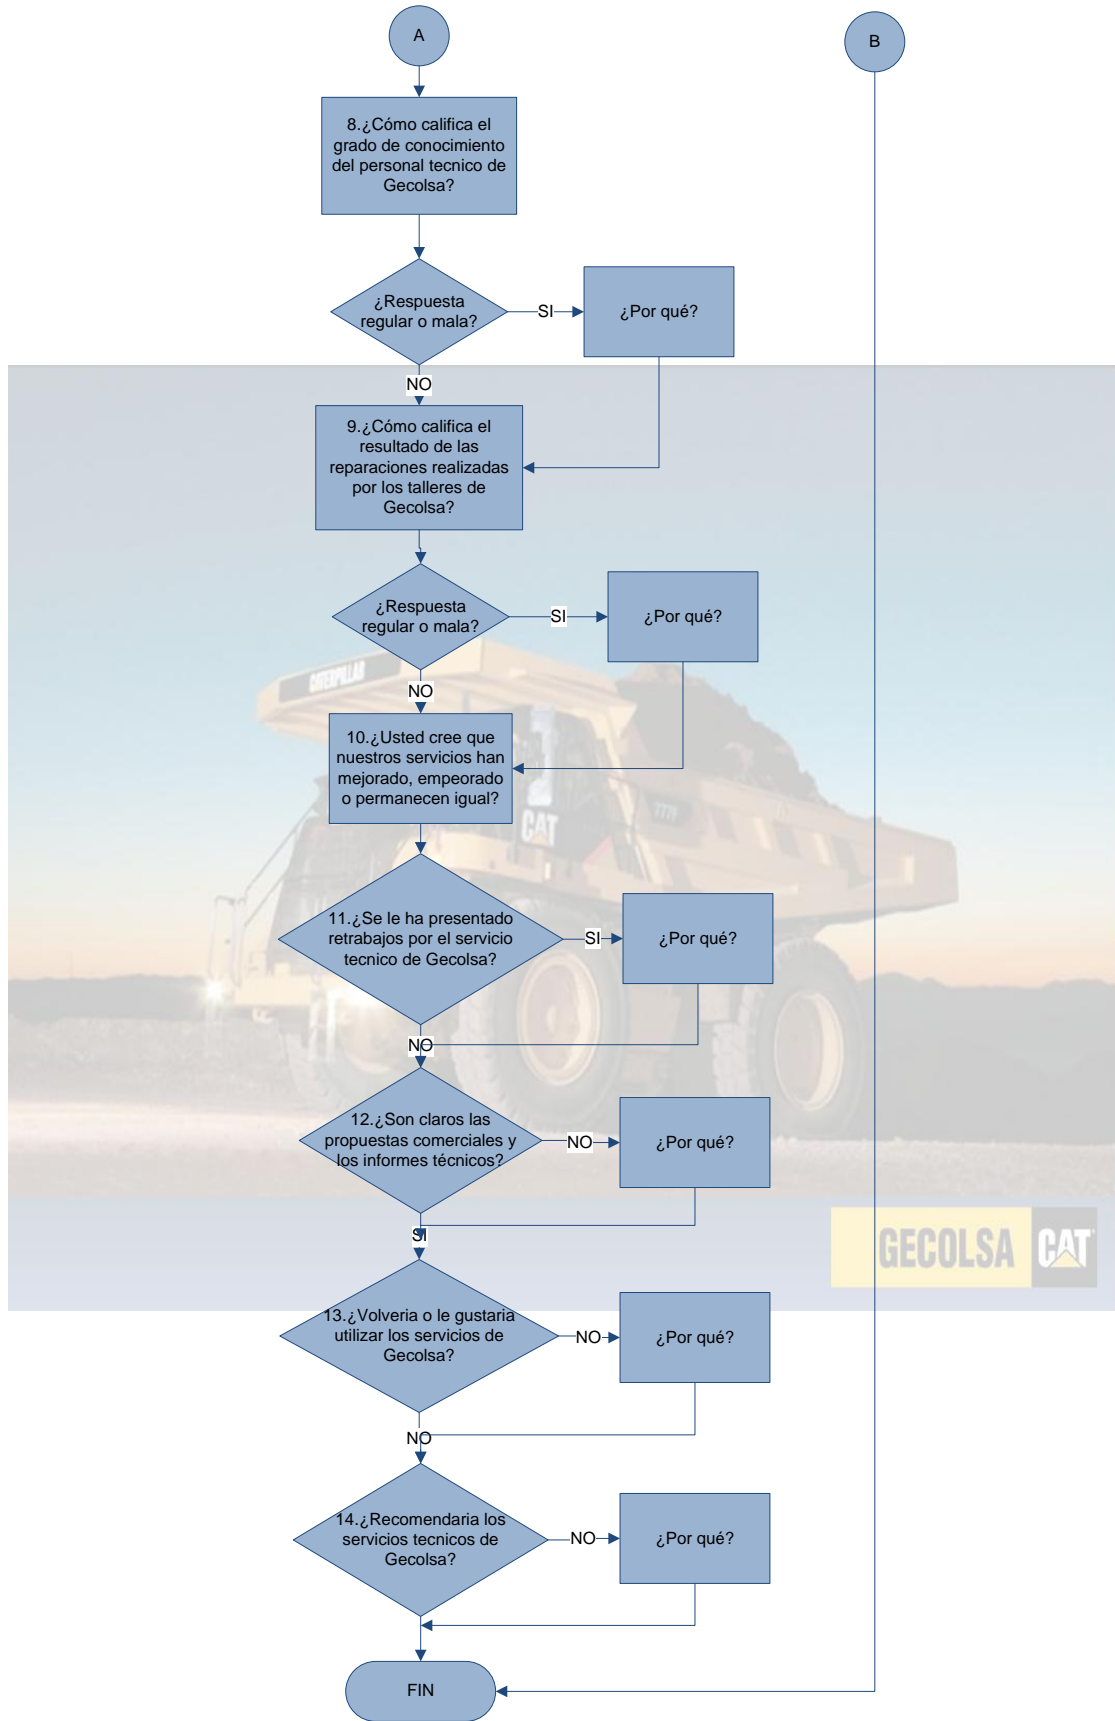 A
B
8.¿Cómo califica el
grado de conocimiento
del personal tecnico de
Gecolsa?
¿Respuesta
regular o mala?
SI
¿Por qué?
NO
9.¿Cómo califica el
resultado de las
reparaciones realizadas
por los talleres de
Gecolsa?
¿Respuesta
regular o mala?
SI
¿Por qué?
NO
CATERPILLAR
10.¿Usted cree que
nuestros servicios han
mejorado, empeorado
o permanecen igual?
777F
CAT
11.¿Se le ha presentado
retrabajos por el servicio
tecnico de Gecolsa?
SI
¿Por qué?
NO
12.¿Son claros las
propuestas comerciales y
los informes técnicos?
NO
¿Por qué?
SI
GECOLSA CAT
13.¿Volveria o le gustaria
utilizar los servicios de
Gecolsa?
NO
¿Por qué?
NO
14.¿Recomendaria los
servicios tecnicos de
Gecolsa?
NO
¿Por qué?
FIN